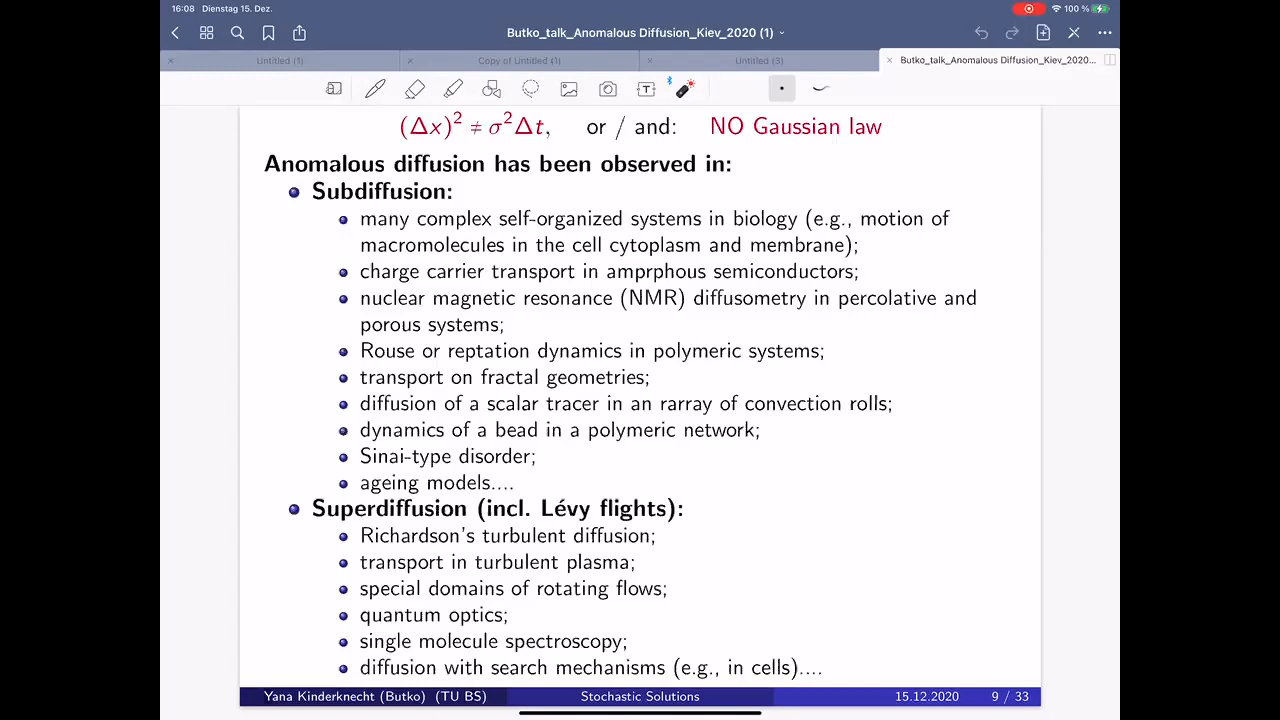 16:08 Dienstag 15. Dez.
100 %
Butko_talk_Anomalous Diffusion_Kiev_2020 (1)
Untitled (1)
Copy of Untitled (1)
Untitled (3)
Butko_talk_Anomalous Diffusion_Kiev_2020...
T
(Δx)² ≠ σ²Δt, or / and: NO Gaussian law
Anomalous diffusion has been observed in:
Subdiffusion:
many complex self-organized systems in biology (e.g., motion of
macromolecules in the cell cytoplasm and membrane);
charge carrier transport in amprphous semiconductors;
nuclear magnetic resonance (NMR) diffusometry in percolative and
porous systems;
Rouse or reptation dynamics in polymeric systems;
transport on fractal geometries;
diffusion of a scalar tracer in an rarray of convection rolls;
dynamics of a bead in a polymeric network;
Sinai-type disorder;
ageing models....
Superdiffusion (incl. Lévy flights):
Richardson's turbulent diffusion;
transport in turbulent plasma;
special domains of rotating flows;
quantum optics;
single molecule spectroscopy;
diffusion with search mechanisms (e.g., in cells)....
Yana Kinderknecht (Butko) (TU BS) Stochastic Solutions 15.12.2020 9 / 33